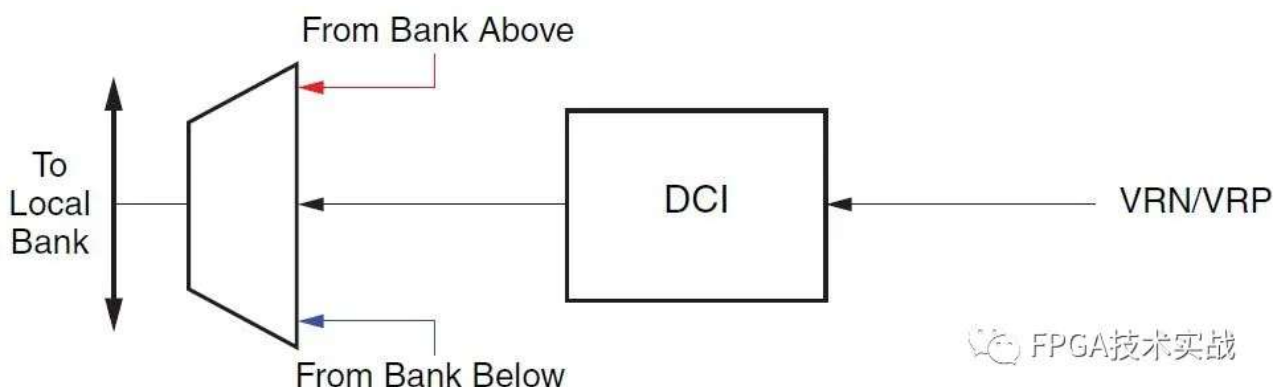 From Bank Above
To
Local
Bank
DCI
VRN/VRP
From Bank Below
FPGA技术实战